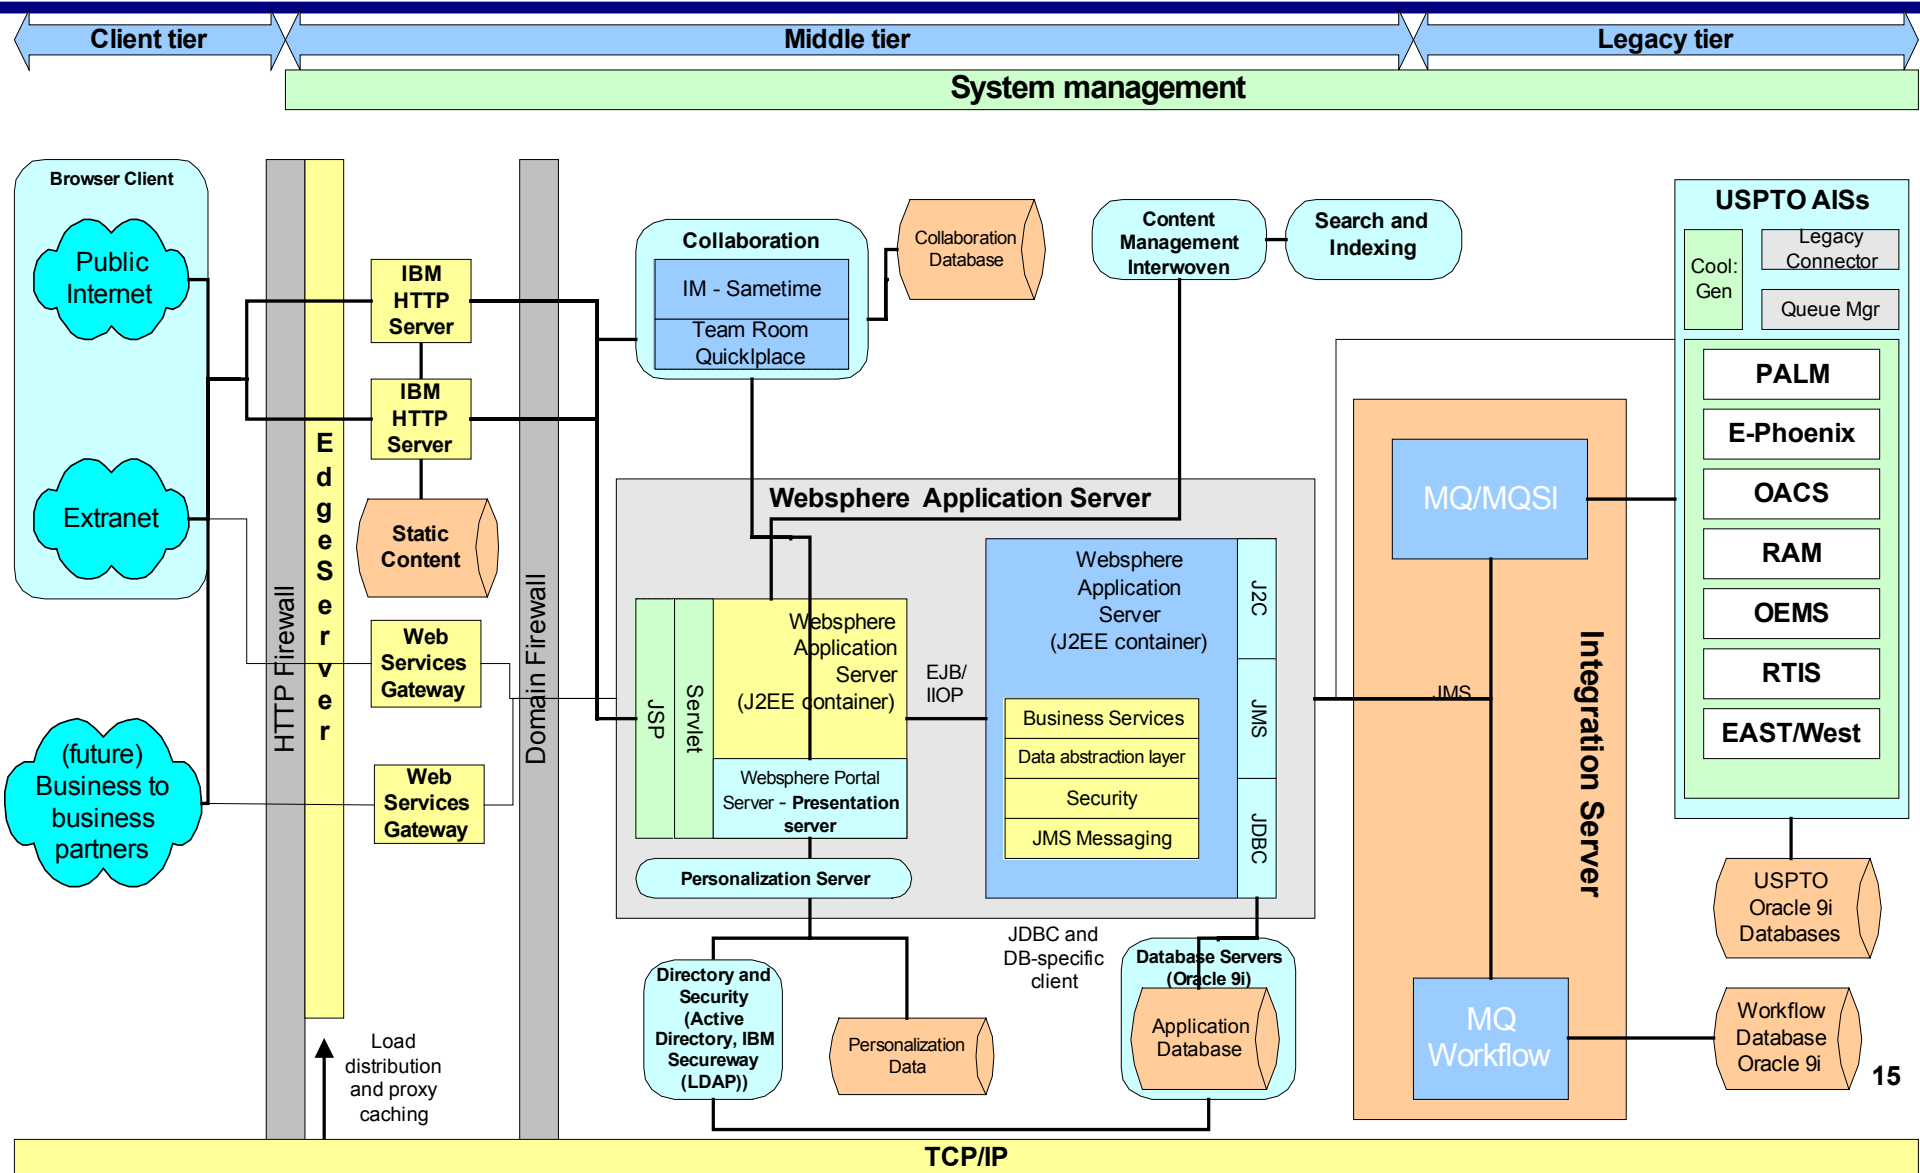 Client tier
Middle tier
Legacy tier
System management
Browser Client
Public
Internet
Extranet
(future)
Business to
business
partners
HTTP Firewall
EdgeServer
Load
distribution
and proxy
caching
IBM
HTTP
Server
IBM
HTTP
Server
Static
Content
Web
Services
Gateway
Web
Services
Gateway
Domain Firewall
Collaboration
IM - Sametime
Team Room
Quicklplace
Collaboration
Database
Content
Management
Interwoven
Search and
Indexing
Websphere Application Server
JSP
Servlet
Websphere
Application
Server
(J2EE container)
Websphere Portal
Server - Presentation
server
Personalization Server
EJB/
IIOP
Websphere
Application
Server
(J2EE container)
Business Services
Data abstraction layer
Security
JMS Messaging
J2C
JMS
JDBC
JDBC and
DB-specific
client
Directory and
Security
(Active
Directory, IBM
Secureway
(LDAP))
Personalization
Data
Database Servers
(Oracle 9i)
Application
Database
MQ/MQSI
JMS
Integration Server
MQ
Workflow
USPTO AISs
Cool:
Gen
Legacy
Connector
Queue Mgr
PALM
E-Phoenix
OACS
RAM
OEMS
RTIS
EAST/West
USPTO
Oracle 9i
Databases
Workflow
Database
Oracle 9i
15
TCP/IP